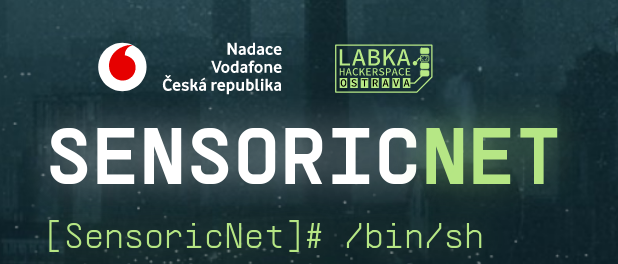 Nadace
Vodafone
Česká republika
LABKA
HACKERSPACE
OSTRAVA
SENSORICNET
[SensoricNet]# /bin/sh